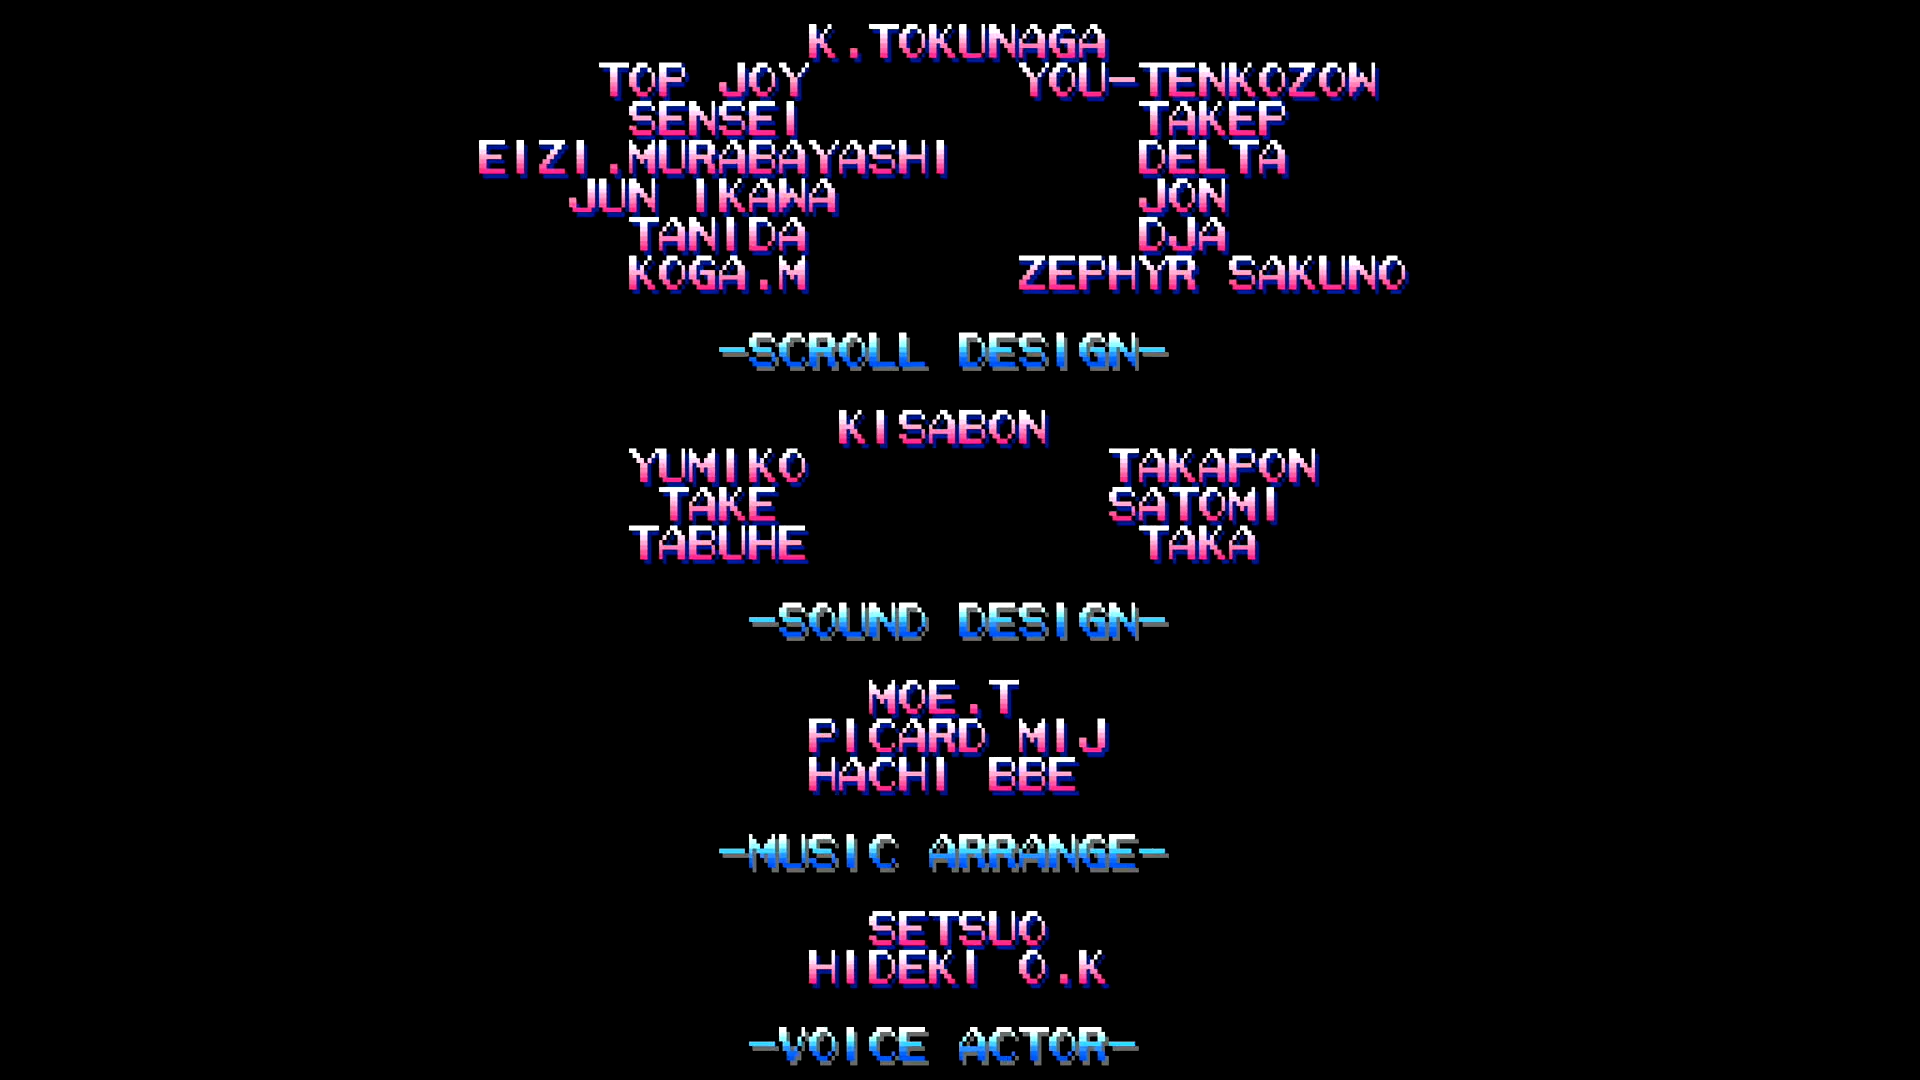 K.TOKUNAGA
TOP JOY YOU-TENKOZOW
SENSEI TAKEP
EIZI.MURABAYASHI DELTA
JUN IKAWA JON
TANIDA DJA
KOGA.M ZEPHYR SAKUNO
-SCROLL DESIGN-
KISABON
YUMIKO TAKAPON
TAKE SATOMI
TABUHE TAKA
-SOUND DESIGN-
MOE.T
PICARD MIJ
HACHI BBE
-MUSIC ARRANGE-
SETSUO
HIDEKI O.K
-VOICE ACTOR-